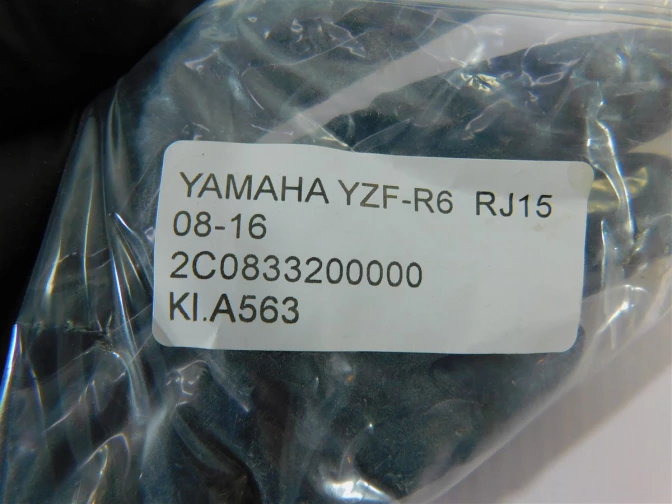 YAMAHA YZF-R6 RJ15
08-16
2C0833200000
KI.A563